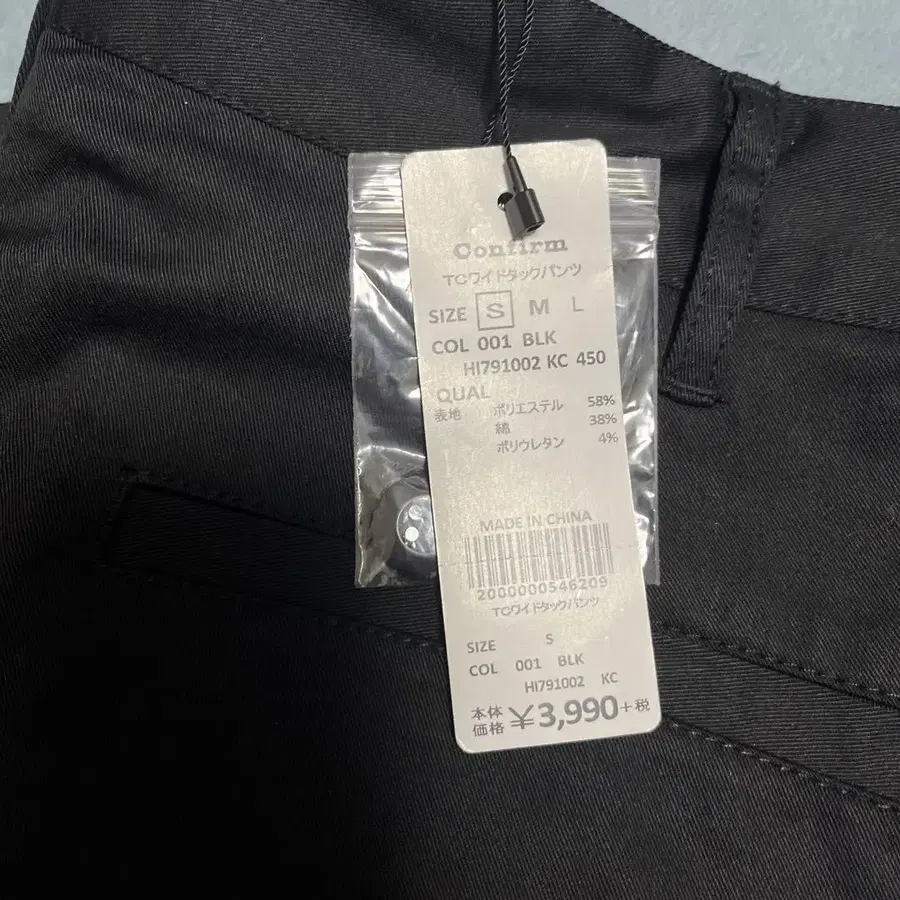 Confirm
TCワイドタックパンツ
SIZE S M L
COL 001 BLK
HI791002 KC 450
QUAL
表地 ポリエステル 58%
綿 38%
ポリウレタン 4%
MADE IN CHINA
2000000546209
TCワイドタックパンツ
SIZE S
COL 001 BLK
HI791002 KC
本体価格 ¥3,990+税